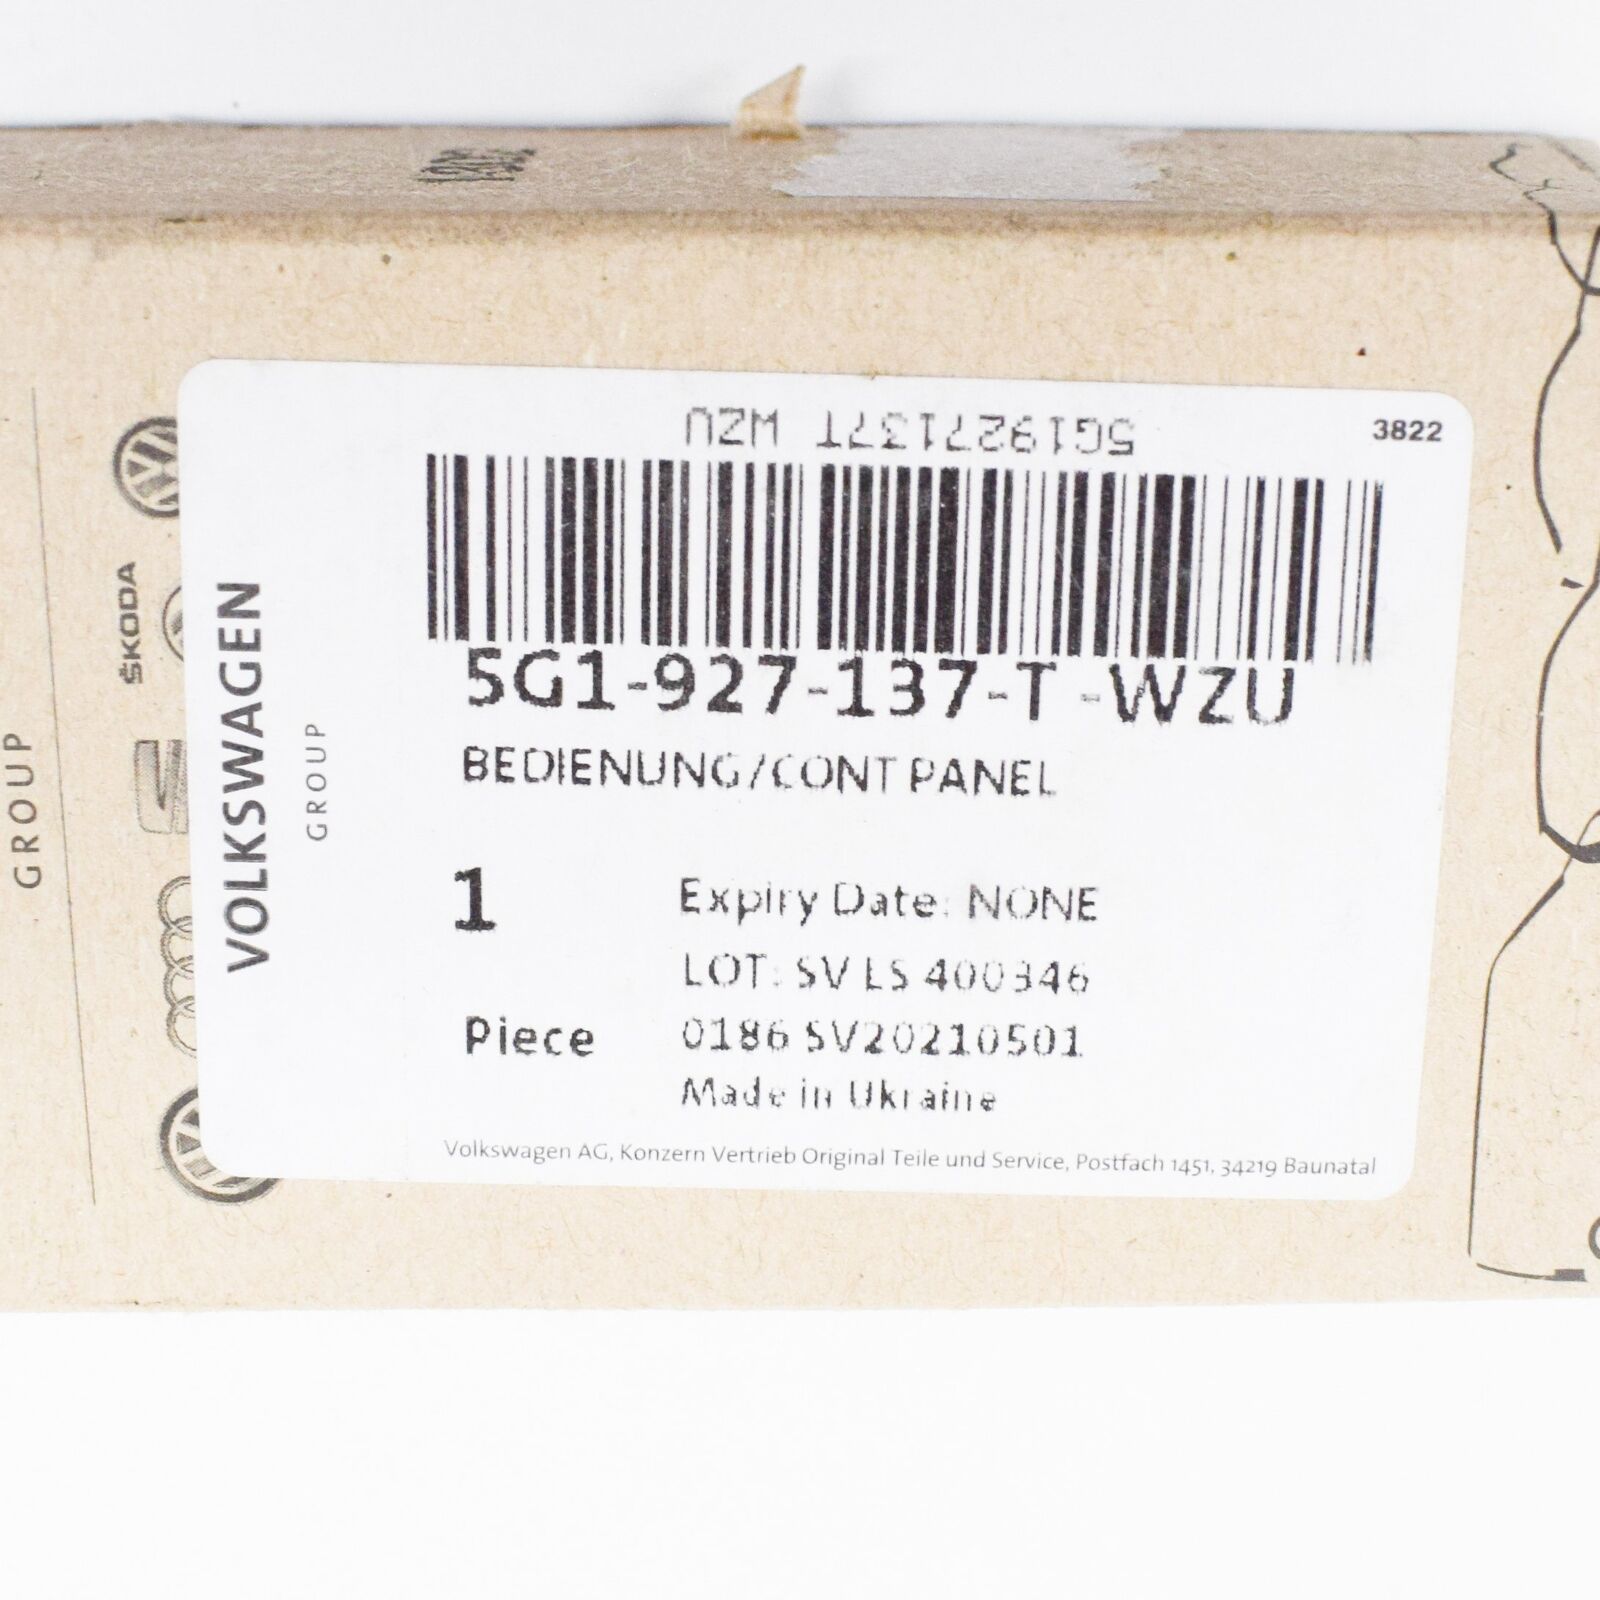 5G1927137T WZU
3822
5G1-927-137-T -WZU
BEDIENUNG/CONT PANEL
1
Expiry Date: NONE
LOT: SV LS 400346
Piece
0186 SV20210501
Made in Ukraine
Volkswagen AG, Konzern Vertrieb Original Teile und Service, Postfach 1451, 34219 Baunatal
VOLKSWAGEN
GROUP
ŠKODA
GROUP